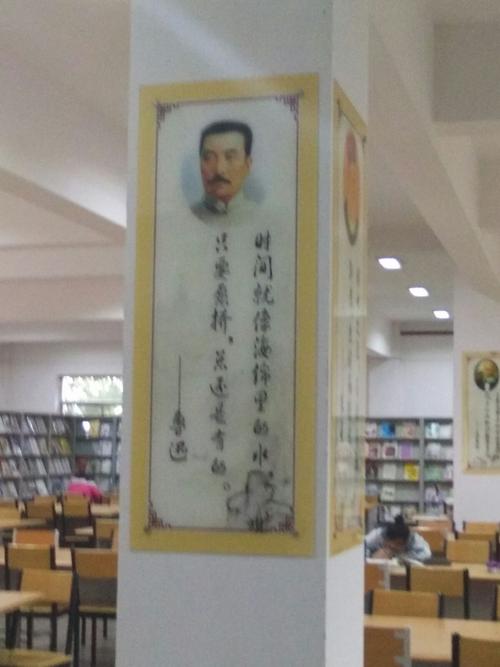 时间就像海绵里的水，
只要愿挤，总还是有的。
——鲁迅